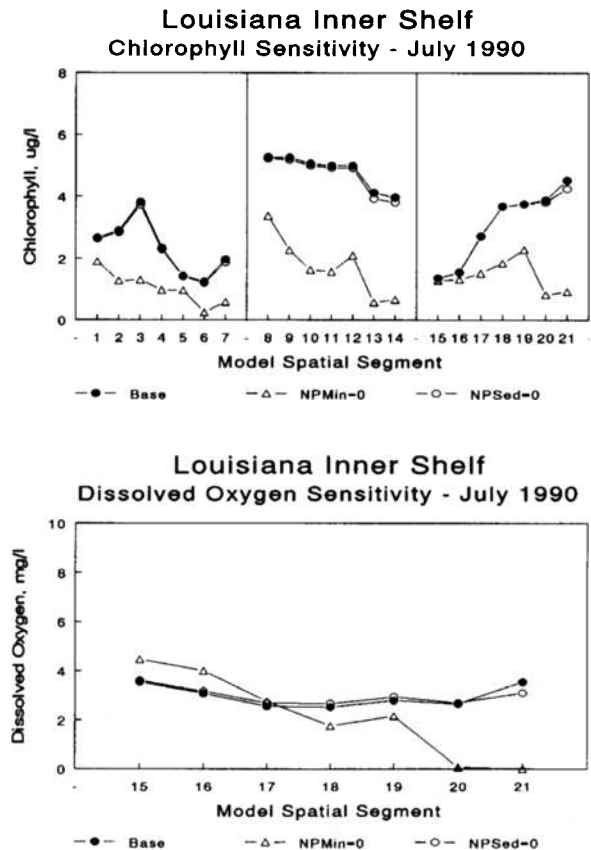 Louisiana Inner Shelf
Chlorophyll Sensitivity - July 1990
Chlorophyll, ug/l
8
6
4
2
0
- 1 2 3 4 5 6 7 8 9 10 11 12 13 14 15 16 17 18 19 20 21 -
Model Spatial Segment
Base NPMin=0 NPSed=0
Louisiana Inner Shelf
Dissolved Oxygen Sensitivity - July 1990
Dissolved Oxygen, mg/l
10
8
6
4
2
0
- 15 16 17 18 19 20 21 -
Model Spatial Segment
Base NPMin=0 NPSed=0